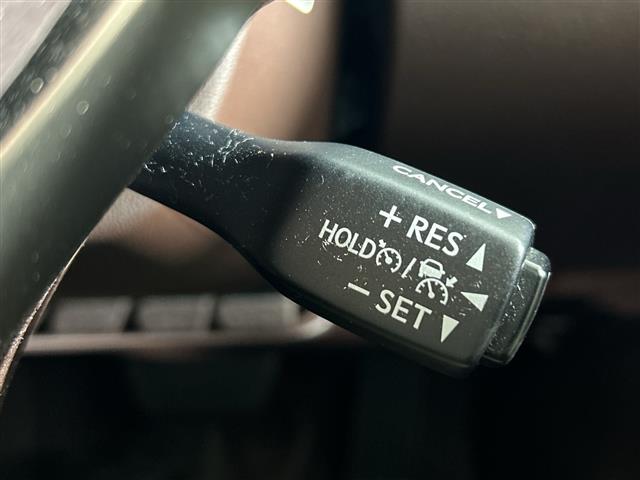 CANCEL▼
+ RES ▲
HOLD /
− SET ▼